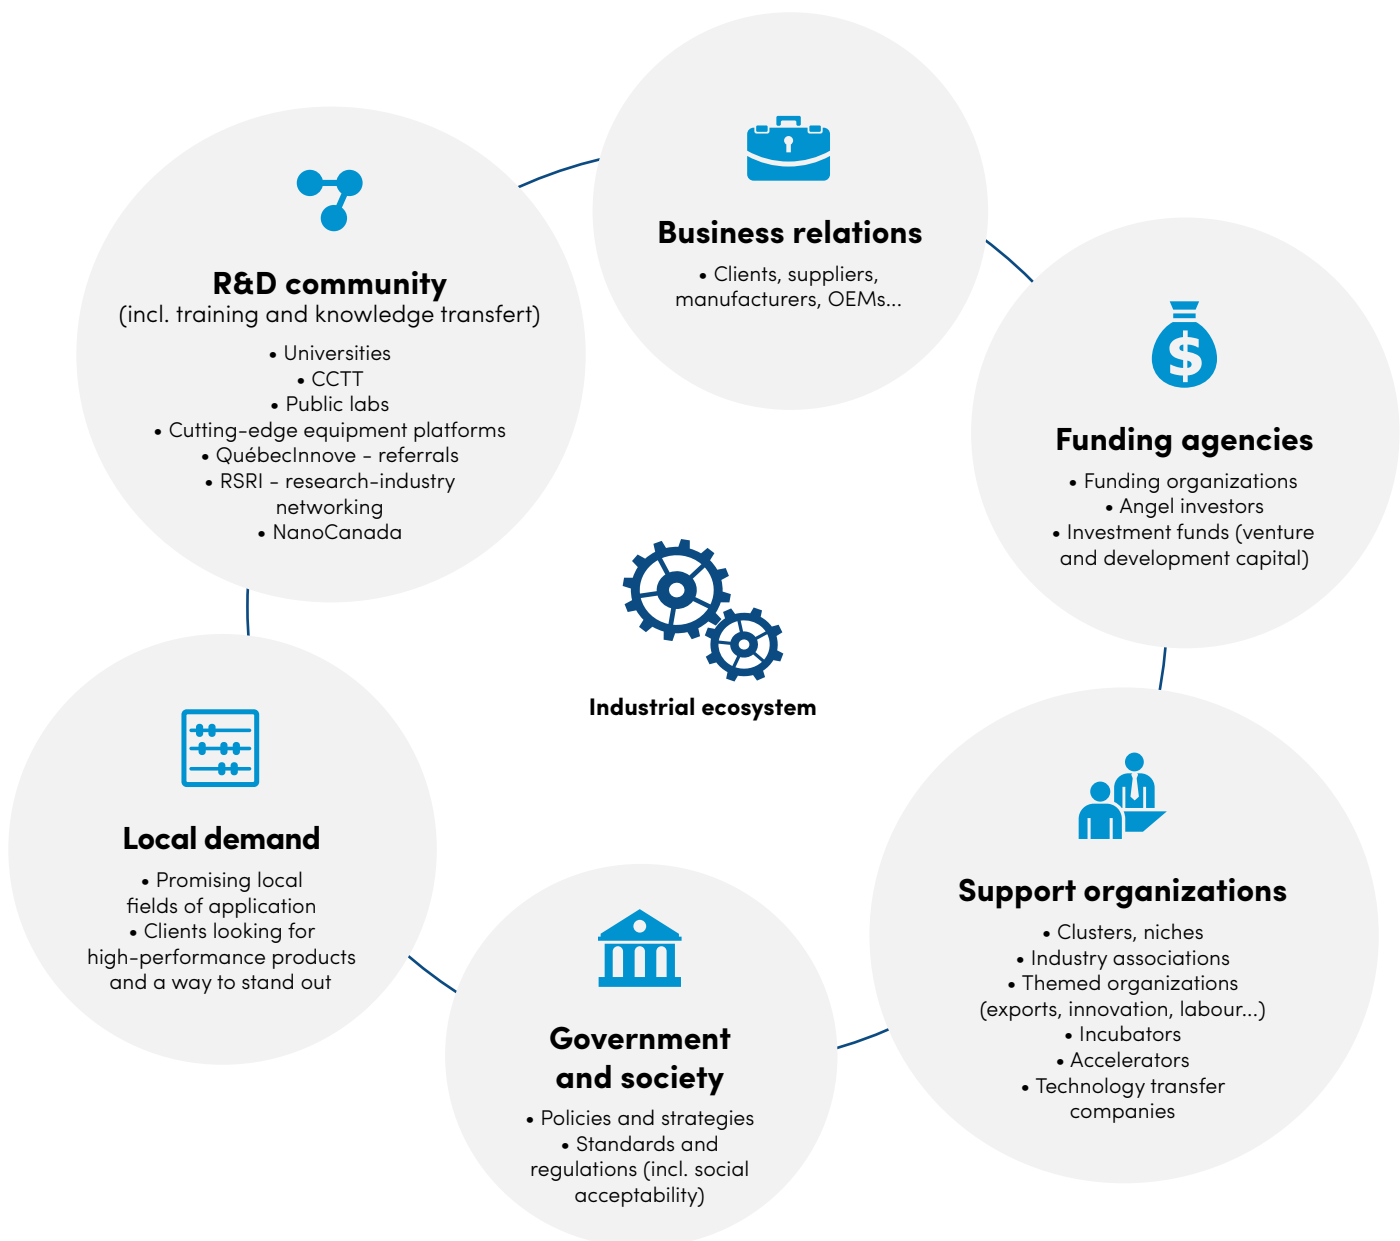 Business relations
• Clients, suppliers,
manufacturers, OEMs...
R&D community
(incl. training and knowledge transfert)
• Universities
• CCTT
• Public labs
• Cutting-edge equipment platforms
• QuébecInnove - referrals
• RSRI - research-industry
networking
• NanoCanada
Funding agencies
• Funding organizations
• Angel investors
• Investment funds (venture
and development capital)
Industrial ecosystem
Local demand
• Promising local
fields of application
• Clients looking for
high-performance products
and a way to stand out
Support organizations
• Clusters, niches
• Industry associations
• Themed organizations
(exports, innovation, labour...)
• Incubators
• Accelerators
• Technology transfer
companies
Government
and society
• Policies and strategies
• Standards and
regulations (incl. social
acceptability)